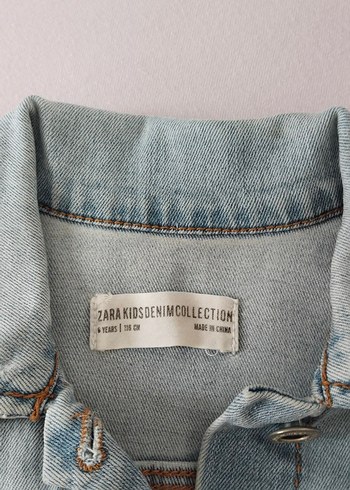 ZARA KIDS DENIM COLLECTION
6 YEARS | 116 CM MADE IN CHINA